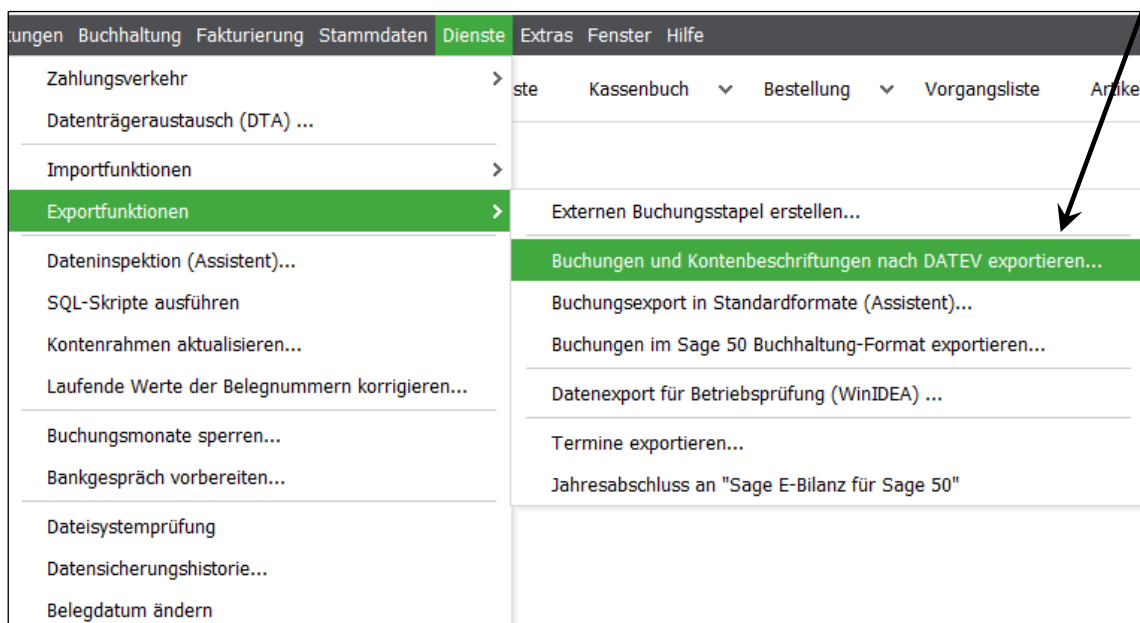 tungen Buchhaltung Fakturierung Stammdaten Dienste Extras Fenster Hilfe
ste Kassenbuch Bestellung Vorgangsliste Artike
Zahlungsverkehr
Datenträgeraustausch (DTA) ...
Importfunktionen
Exportfunktionen
Dateninspektion (Assistent)...
SQL-Skripte ausführen
Kontenrahmen aktualisieren...
Laufende Werte der Belegnummern korrigieren...
Buchungsmonate sperren...
Bankgespräch vorbereiten...
Dateisystemprüfung
Datensicherungshistorie...
Belegdatum ändern
Externen Buchungsstapel erstellen...
Buchungen und Kontenbeschriftungen nach DATEV exportieren...
Buchungsexport in Standardformate (Assistent)...
Buchungen im Sage 50 Buchhaltung-Format exportieren...
Datenexport für Betriebsprüfung (WinIDEA) ...
Termine exportieren...
Jahresabschluss an "Sage E-Bilanz für Sage 50"